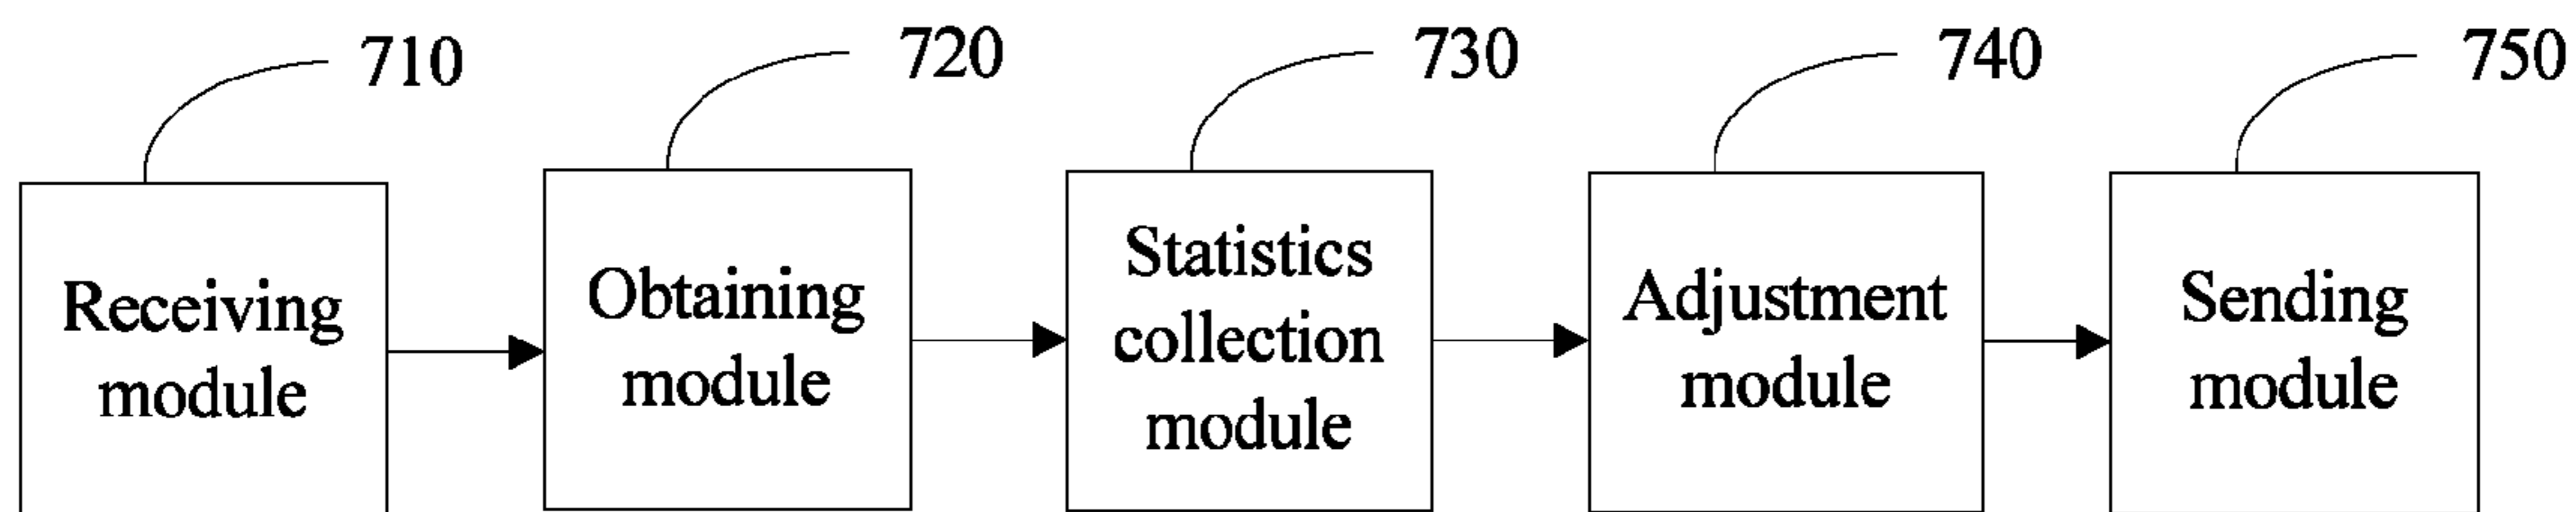 710
720
730
740
750
Receiving
module
Obtaining
module
Statistics
collection
module
Adjustment
module
Sending
module